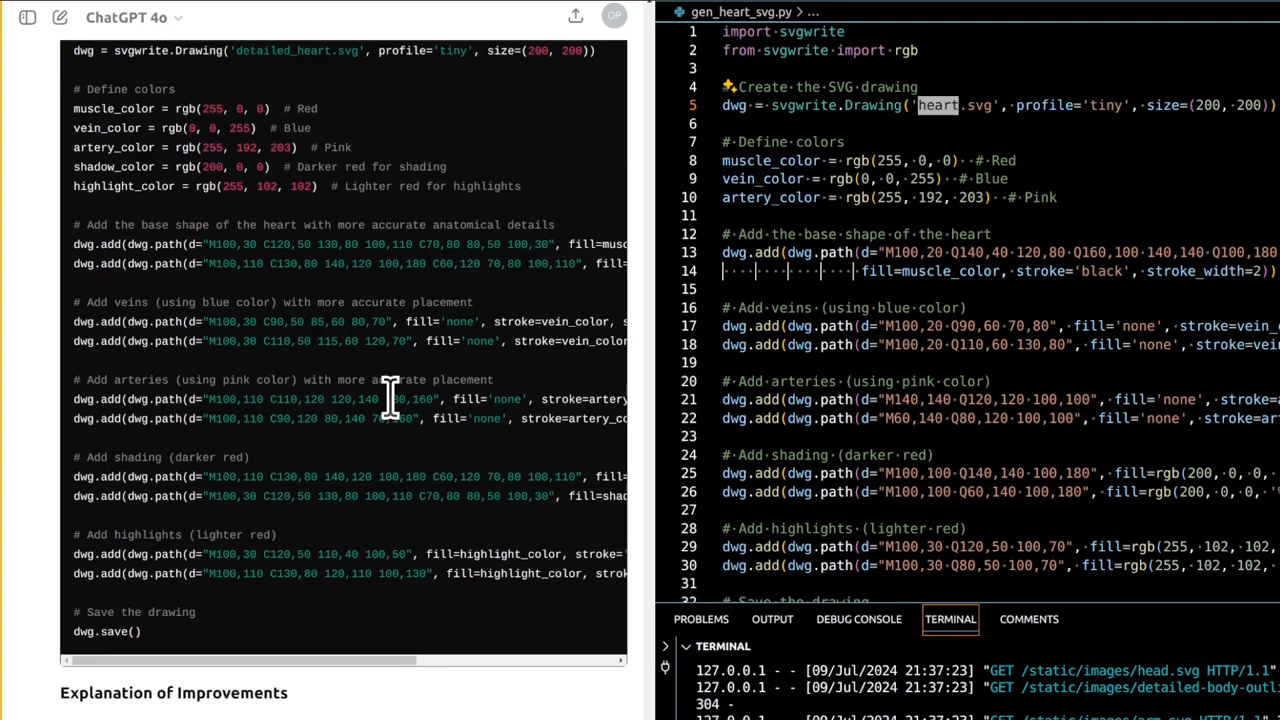 ChatGPT 4o
OP
dwg = svgwrite.Drawing('detailed_heart.svg', profile='tiny', size=(200, 200))
# Define colors
muscle_color = rgb(255, 0, 0)  # Red
vein_color = rgb(0, 0, 255)  # Blue
artery_color = rgb(255, 192, 203)  # Pink
shadow_color = rgb(200, 0, 0)  # Darker red for shading
highlight_color = rgb(255, 102, 102)  # Lighter red for highlights
# Add the base shape of the heart with more accurate anatomical details
dwg.add(dwg.path(d="M100,30 C120,50 130,80 100,110 C70,80 80,50 100,30", fill=musc
dwg.add(dwg.path(d="M100,110 C130,80 140,120 100,180 C60,120 70,80 100,110", fill=
# Add veins (using blue color) with more accurate placement
dwg.add(dwg.path(d="M100,30 C90,50 85,60 80,70", fill='none', stroke=vein_color, s
dwg.add(dwg.path(d="M100,30 C110,50 115,60 120,70", fill='none', stroke=vein_color
# Add arteries (using pink color) with more accurate placement
dwg.add(dwg.path(d="M100,110 C110,120 120,140 130,160", fill='none', stroke=artery
dwg.add(dwg.path(d="M100,110 C90,120 80,140 70,160", fill='none', stroke=artery_co
# Add shading (darker red)
dwg.add(dwg.path(d="M100,110 C130,80 140,120 100,180 C60,120 70,80 100,110", fill=
dwg.add(dwg.path(d="M100,30 C120,50 130,80 100,110 C70,80 80,50 100,30", fill=shad
# Add highlights (lighter red)
dwg.add(dwg.path(d="M100,30 C120,50 110,40 100,50", fill=highlight_color, stroke='
dwg.add(dwg.path(d="M100,110 C130,80 120,110 100,130", fill=highlight_color, strok
# Save the drawing
dwg.save()
Explanation of Improvements
gen_heart_svg.py > ...
1 import svgwrite
2 from svgwrite import rgb
3
4 # Create the SVG drawing
5 dwg = svgwrite.Drawing('heart.svg', profile='tiny', size=(200, 200))
6
7 # Define colors
8 muscle_color = rgb(255, 0, 0)  # Red
9 vein_color = rgb(0, 0, 255)  # Blue
10 artery_color = rgb(255, 192, 203)  # Pink
11
12 # Add the base shape of the heart
13 dwg.add(dwg.path(d="M100,20 Q140,40 120,80 Q160,100 140,140 Q100,180
14 fill=muscle_color, stroke='black', stroke_width=2))
15
16 # Add veins (using blue color)
17 dwg.add(dwg.path(d="M100,20 Q90,60 70,80", fill='none', stroke=vein_c
18 dwg.add(dwg.path(d="M100,20 Q110,60 130,80", fill='none', stroke=vein
19
20 # Add arteries (using pink color)
21 dwg.add(dwg.path(d="M140,140 Q120,120 100,100", fill='none', stroke=a
22 dwg.add(dwg.path(d="M60,140 Q80,120 100,100", fill='none', stroke=art
23
24 # Add shading (darker red)
25 dwg.add(dwg.path(d="M100,100 Q140,140 100,180", fill=rgb(200, 0, 0,
26 dwg.add(dwg.path(d="M100,100 Q60,140 100,180", fill=rgb(200, 0, 0, '%
27
28 # Add highlights (lighter red)
29 dwg.add(dwg.path(d="M100,30 Q120,50 100,70", fill=rgb(255, 102, 102,
30 dwg.add(dwg.path(d="M100,30 Q80,50 100,70", fill=rgb(255, 102, 102,
31
32 # Save the drawing
PROBLEMS OUTPUT DEBUG CONSOLE TERMINAL COMMENTS
TERMINAL
127.0.0.1 - - [09/Jul/2024 21:37:23] "GET /static/images/head.svg HTTP/1.1"
127.0.0.1 - - [09/Jul/2024 21:37:23] "GET /static/images/detailed-body-outli
304 -
127.0.0.1 - - [09/Jul/2024 21:37:23] "GET /static/images/arm.svg HTTP/1.1"